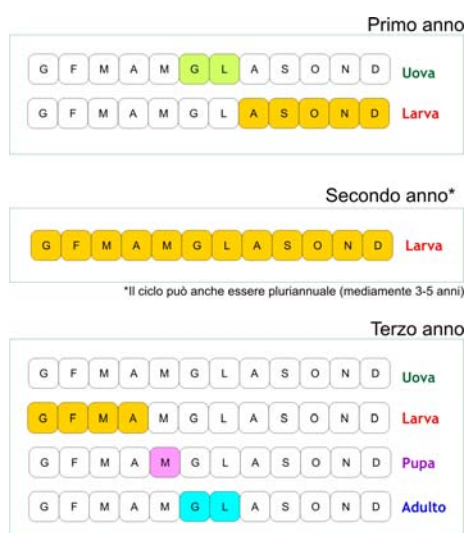 Primo anno
G F M A M G L A S O N D Uova
G F M A M G L A S O N D Larva
Secondo anno*
G F M A M G L A S O N D Larva
*Il ciclo può anche essere pluriannuale (mediamente 3-5 anni)
Terzo anno
G F M A M G L A S O N D Uova
G F M A M G L A S O N D Larva
G F M A M G L A S O N D Pupa
G F M A M G L A S O N D Adulto